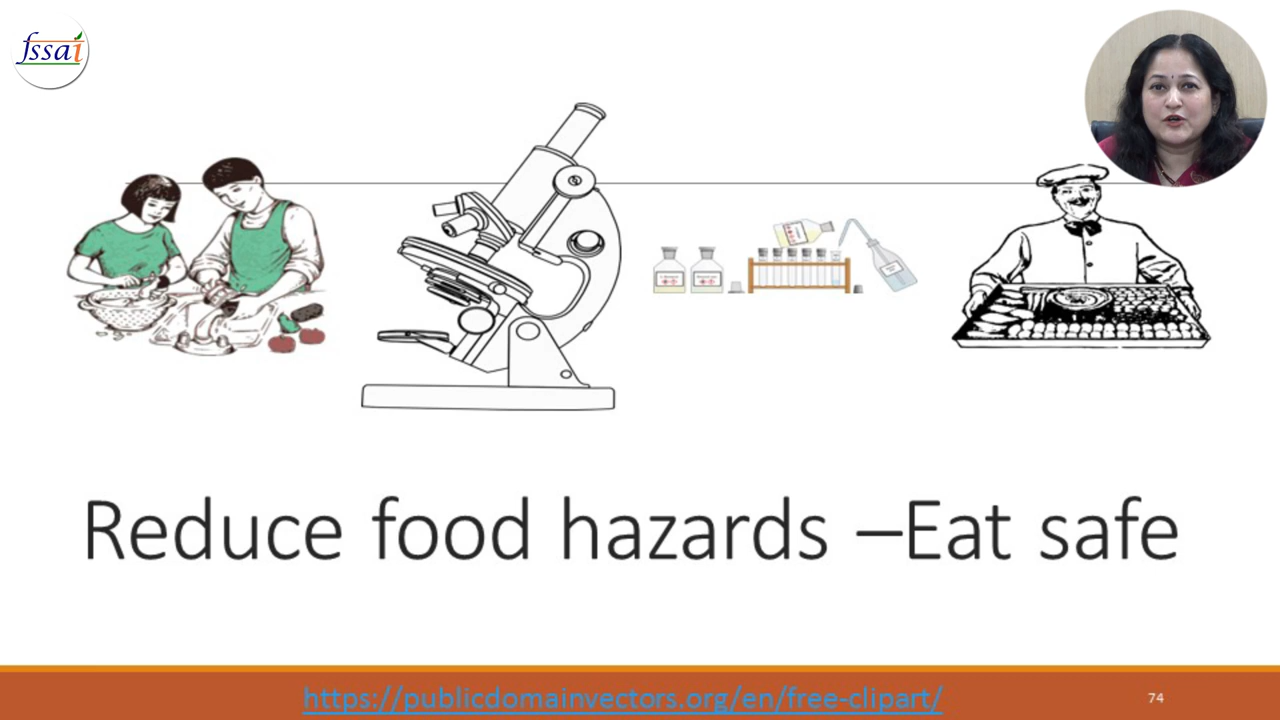 fssai
Reduce food hazards –Eat safe
https://publicdomainvectors.org/en/free-clipart/
74